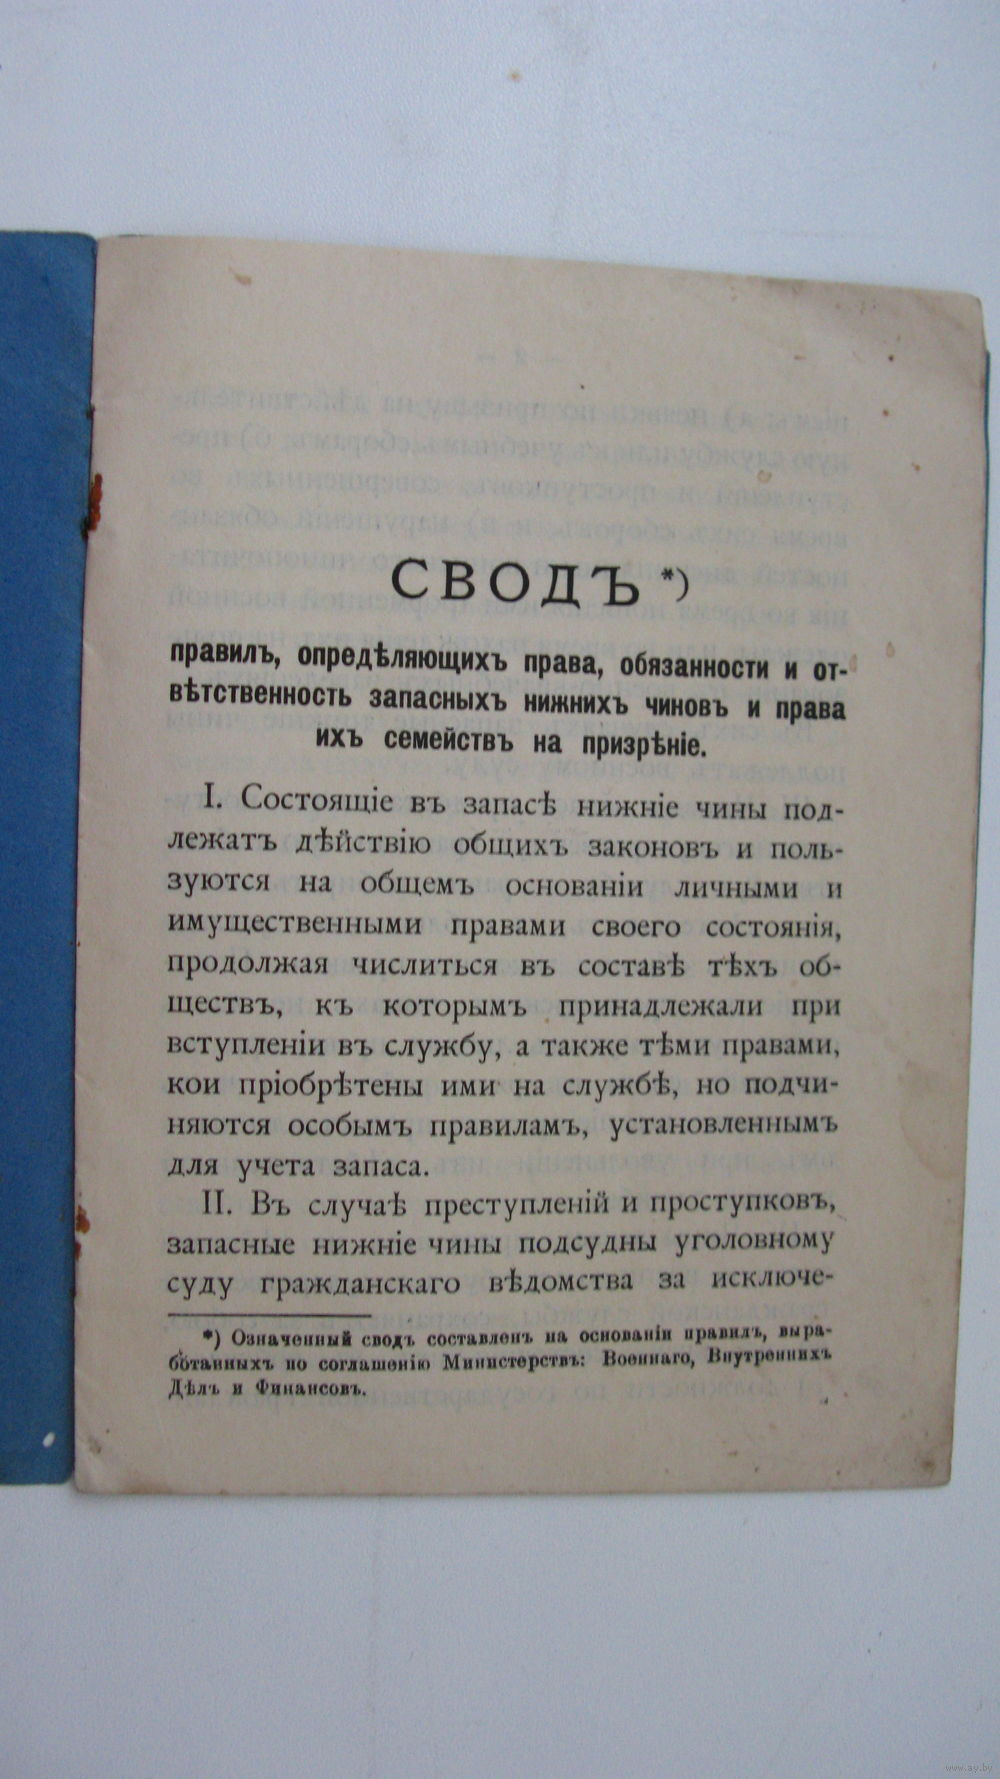 СВОДЪ *)
правилъ, опредѣляющихъ права, обязанности и от-
вѣтственность запасныхъ нижнихъ чиновъ и права
ихъ семействъ на призрѣніе.
I. Состоящіе въ запасѣ нижніе чины под-
лежатъ дѣйствію общихъ законовъ и поль-
зуются на общемъ основаніи личными и
имущественными правами своего состоянія,
продолжая числиться въ составѣ тѣхъ об-
ществъ, къ которымъ принадлежали при
вступленіи въ службу, а также тѣми правами,
кои пріобрѣтены ими на службѣ, но подчи-
няются особымъ правиламъ, установленнымъ
для учета запаса.
II. Въ случаѣ преступленій и проступковъ,
запасные нижніе чины подсудны уголовному
суду гражданскаго вѣдомства за исключе-
*) Означенный сводъ составленъ на основаніи правилъ, выра-
ботанныхъ по соглашенію Министерствъ: Военнаго, Внутреннихъ
Дѣлъ и Финансовъ.
www.ay.by